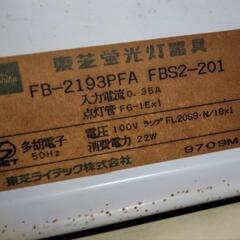 東芝蛍光灯器具
FB-2193PFA FBS2-201
入力電流0.35A
点灯管 FG-1E×1
多研電子
50HZ
電圧 100V ランプ FL20SS・N/18×1
消費電力 22W
東芝ライテック株式会社
9709M